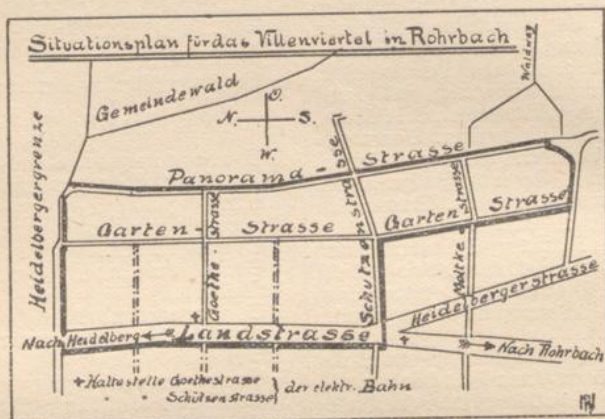 Situationsplan für das Villenviertel in Rohrbach
Waldweg
Gemeindewald
O.
N. S.
W.
Heidelbergergrenze
Panorama - Strasse
Garten - Strasse
Garten Strasse
Goethe strasse
Schützenstrasse
Moltke strasse
Heidelbergerstrasse
Nach Heidelberg
Landstrasse
Nach Rohrbach
+ Haltestelle Goethestrasse
" " Schützenstrasse } der elektr. Bahn